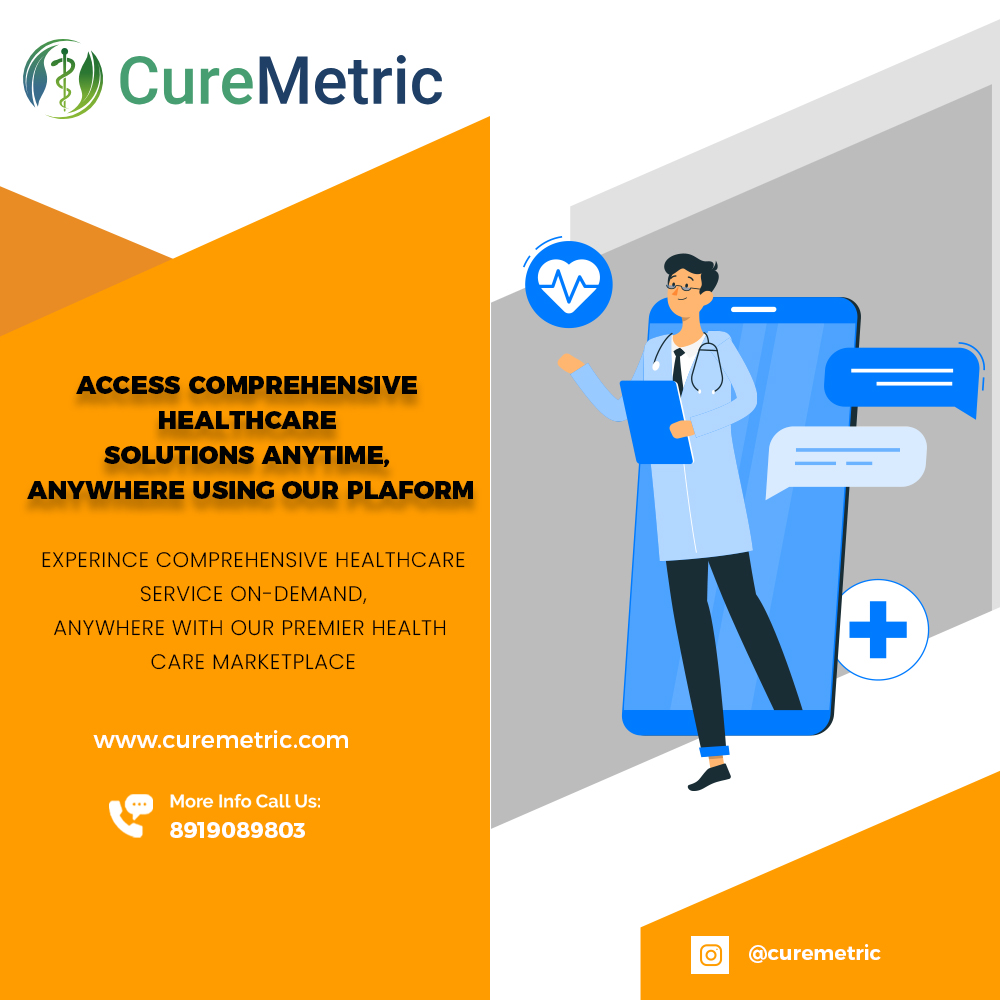 CureMetric
ACCESS COMPREHENSIVE
HEALTHCARE
SOLUTIONS ANYTIME,
ANYWHERE USING OUR PLAFORM
EXPERINCE COMPREHENSIVE HEALTHCARE
SERVICE ON-DEMAND,
ANYWHERE WITH OUR PREMIER HEALTH
CARE MARKETPLACE
www.curemetric.com
More Info Call Us:
8919089803
@curemetric